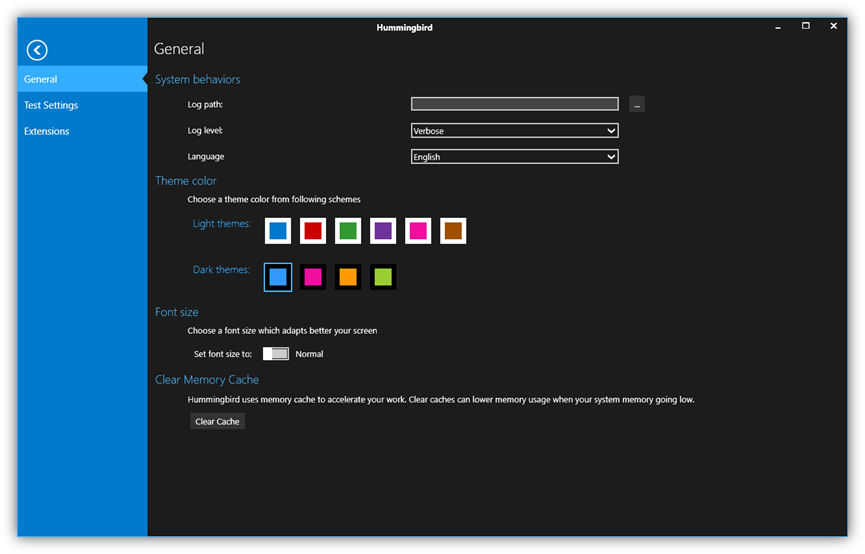 Hummingbird
General
General
System behaviors
Test Settings
Log path:
...
Extensions
Log level:
Verbose
Language
English
Theme color
Choose a theme color from following schemes
Light themes:
Dark themes:
Font size
Choose a font size which adapts better your screen
Set font size to:
Normal
Clear Memory Cache
Hummingbird uses memory cache to accelerate your work. Clear caches can lower memory usage when your system memory going low.
Clear Cache